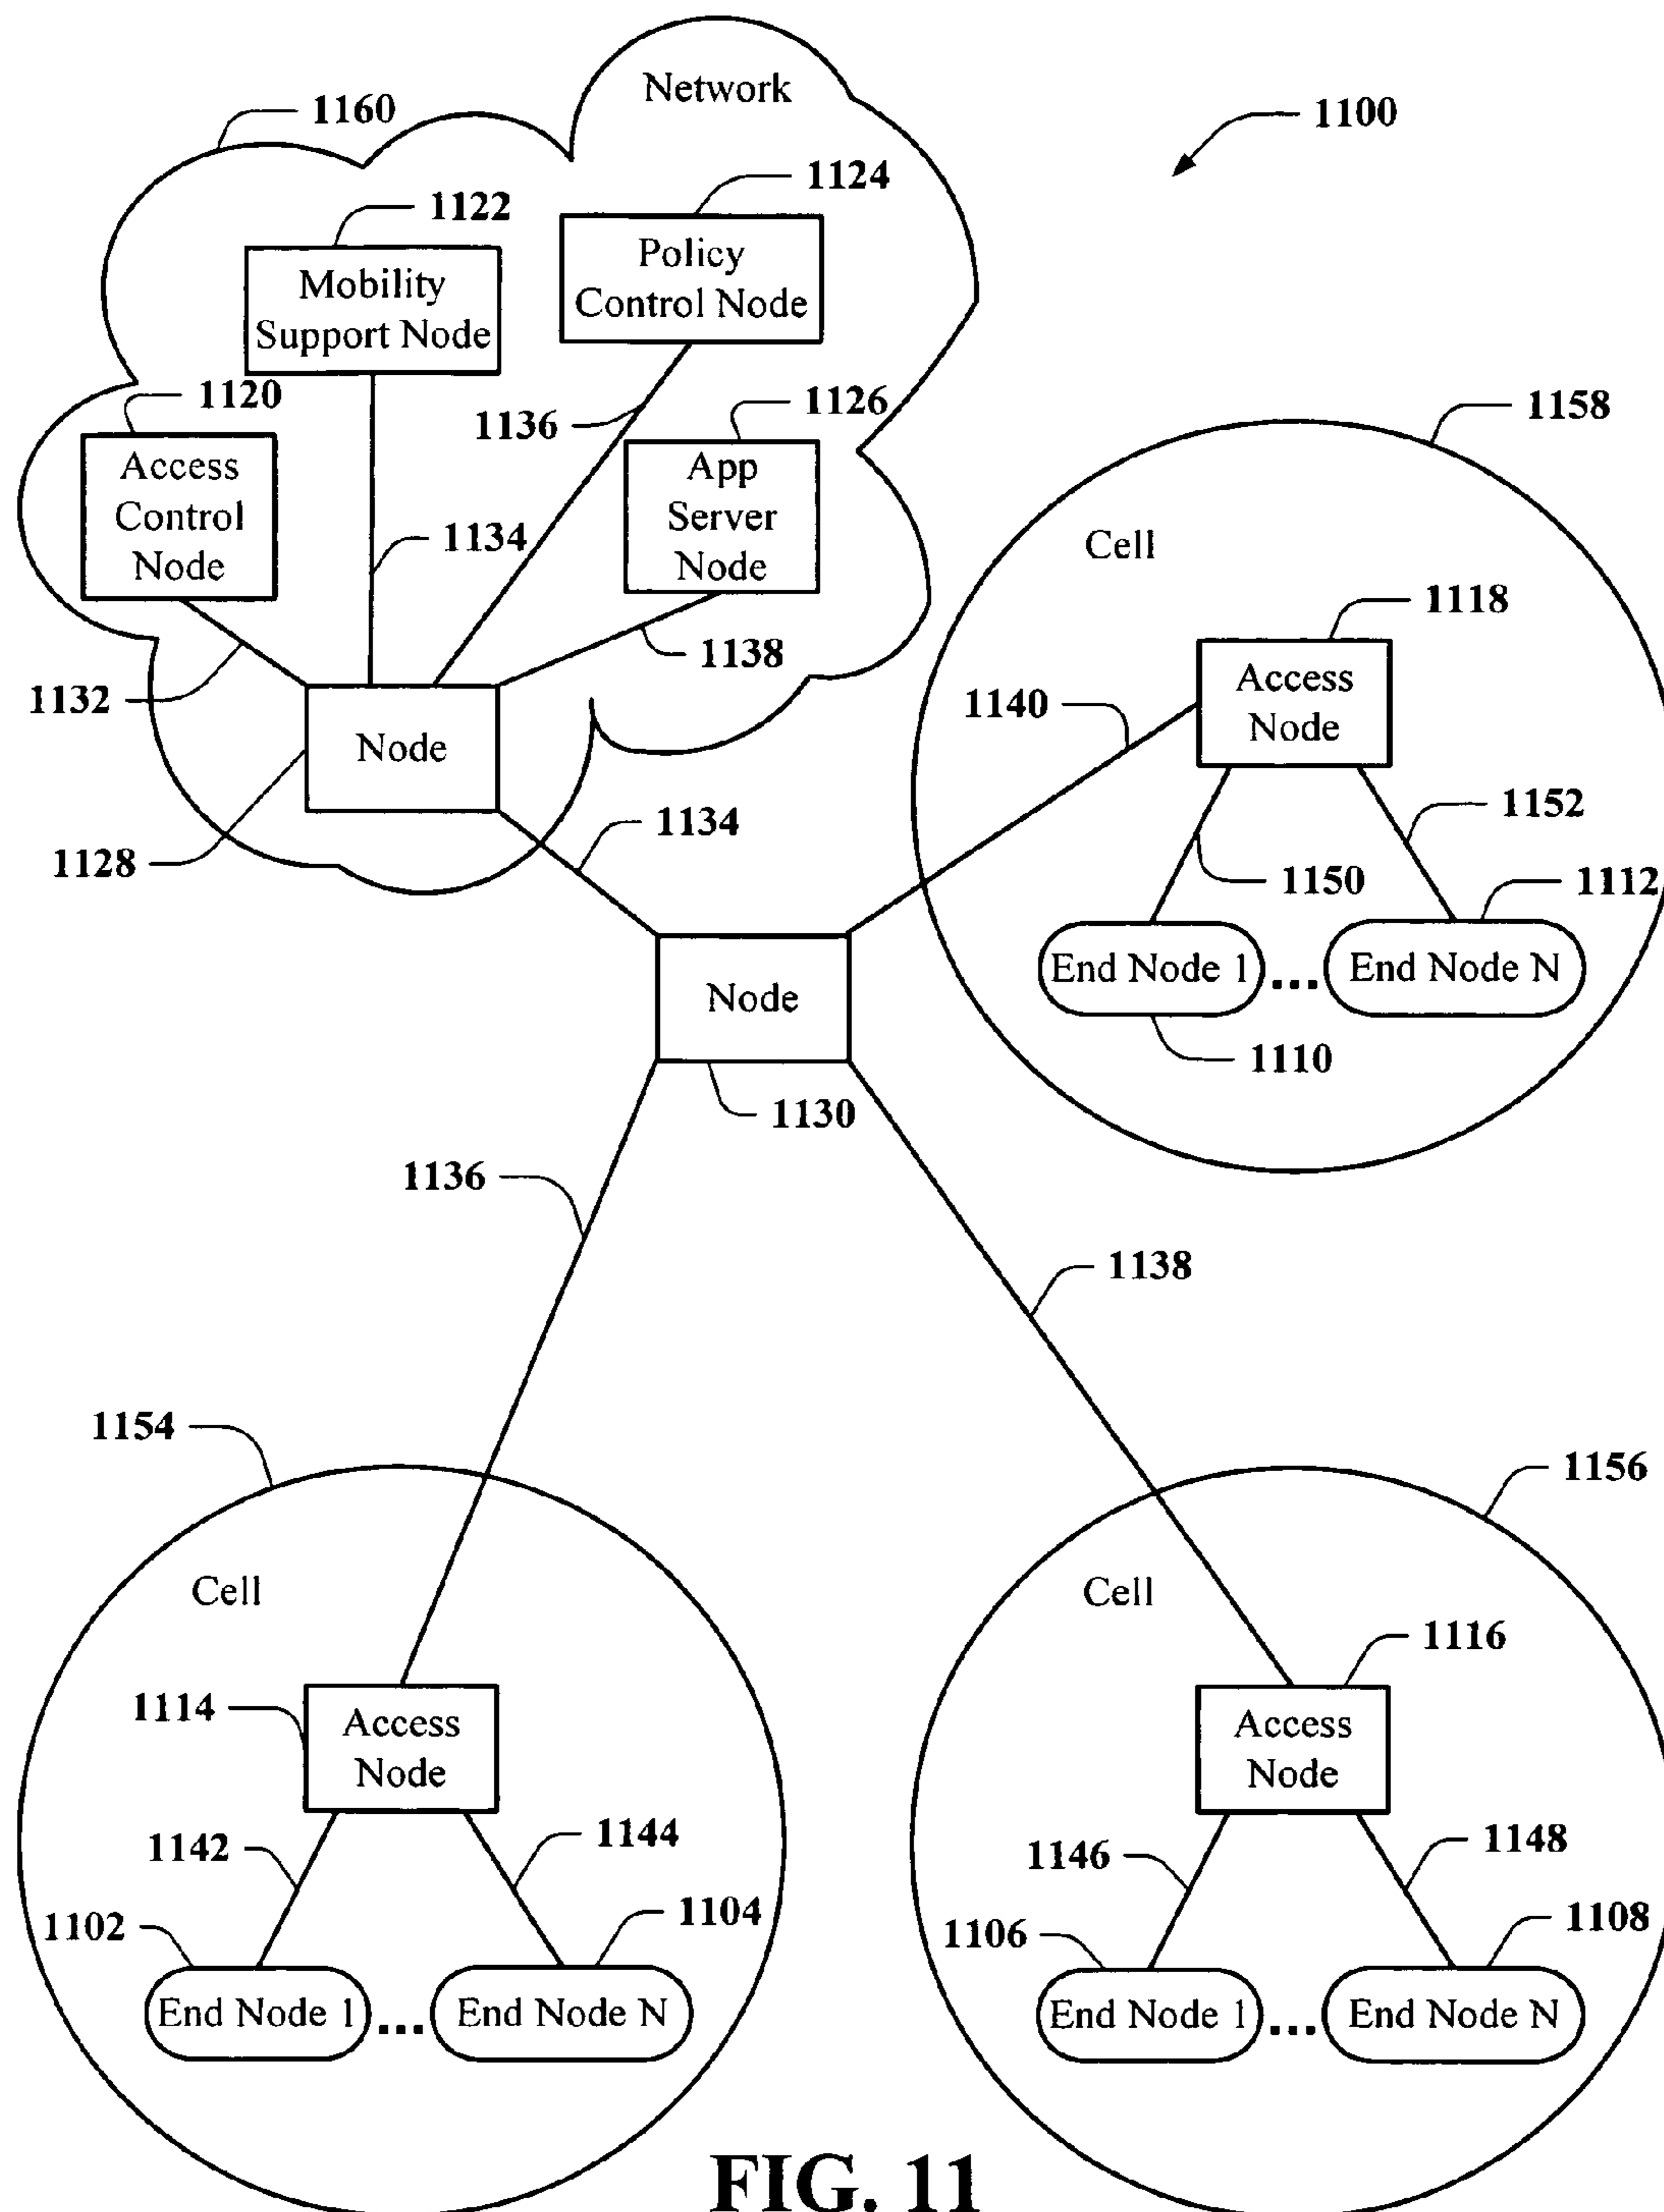 Network
1160
1100
1124
1122
Policy
Control Node
Mobility
Support Node
1120
1136
1126
1158
Access
Control
Node
App
Server
Node
1134
Cell
1118
1138
Access
Node
1132
1140
Node
1134
1152
1128
1150
1112
End Node 1
...
End Node N
Node
1110
1130
1136
1138
1154
1156
Cell
Cell
1116
1114
Access
Node
Access
Node
1142
1144
1146
1148
1102
1104
1106
1108
End Node 1
...
End Node N
End Node 1
...
End Node N
FIG. 11